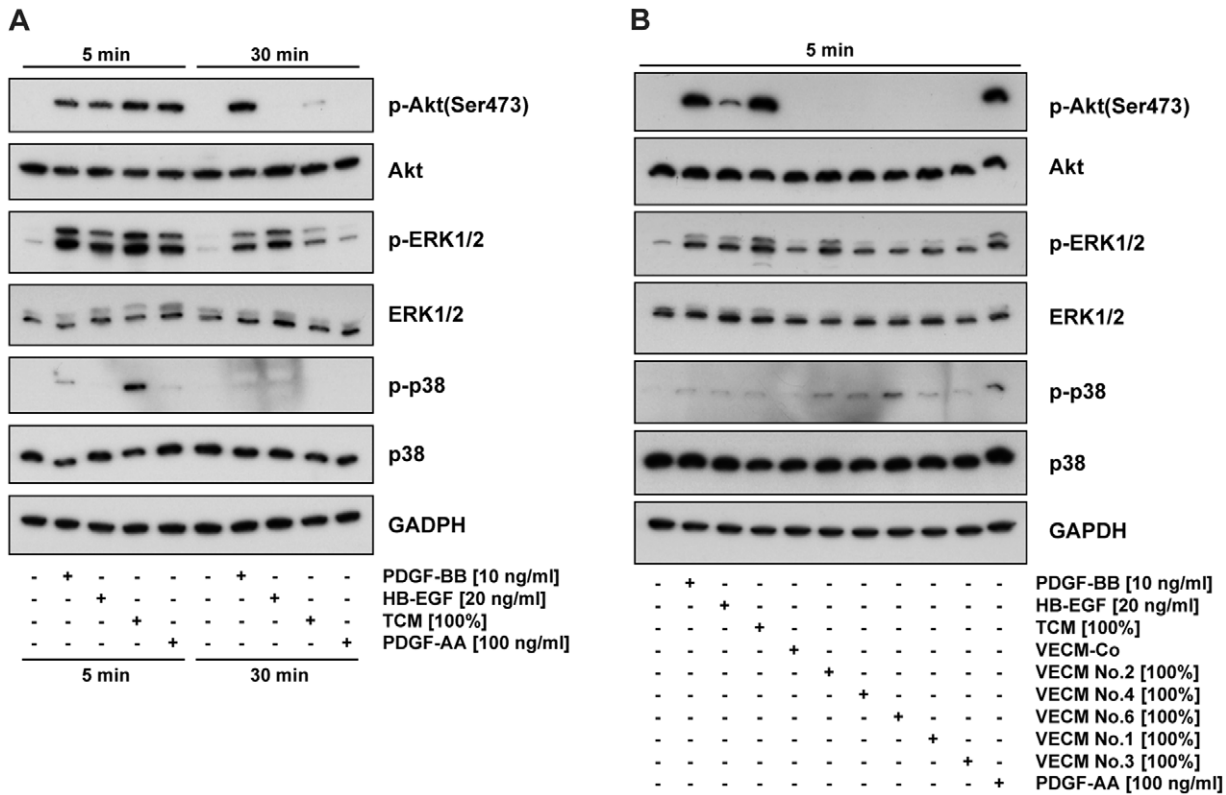 A
5 min 30 min
p-Akt(Ser473)
Akt
p-ERK1/2
ERK1/2
p-p38
p38
GADPH
- + - - - - + - - - PDGF-BB [10 ng/ml]
- - + - - - - + - - HB-EGF [20 ng/ml]
- - - + - - - - + - TCM [100%]
- - - - + - - - - + PDGF-AA [100 ng/ml]
5 min 30 min
B
5 min
p-Akt(Ser473)
Akt
p-ERK1/2
ERK1/2
p-p38
p38
GAPDH
- + - - - - - - - - - PDGF-BB [10 ng/ml]
- - + - - - - - - - - HB-EGF [20 ng/ml]
- - - + - - - - - - - TCM [100%]
- - - - + - - - - - - VECM-Co
- - - - - + - - - - - VECM No.2 [100%]
- - - - - - + - - - - VECM No.4 [100%]
- - - - - - - + - - - VECM No.6 [100%]
- - - - - - - - + - - VECM No.1 [100%]
- - - - - - - - - + - VECM No.3 [100%]
- - - - - - - - - - + PDGF-AA [100 ng/ml]